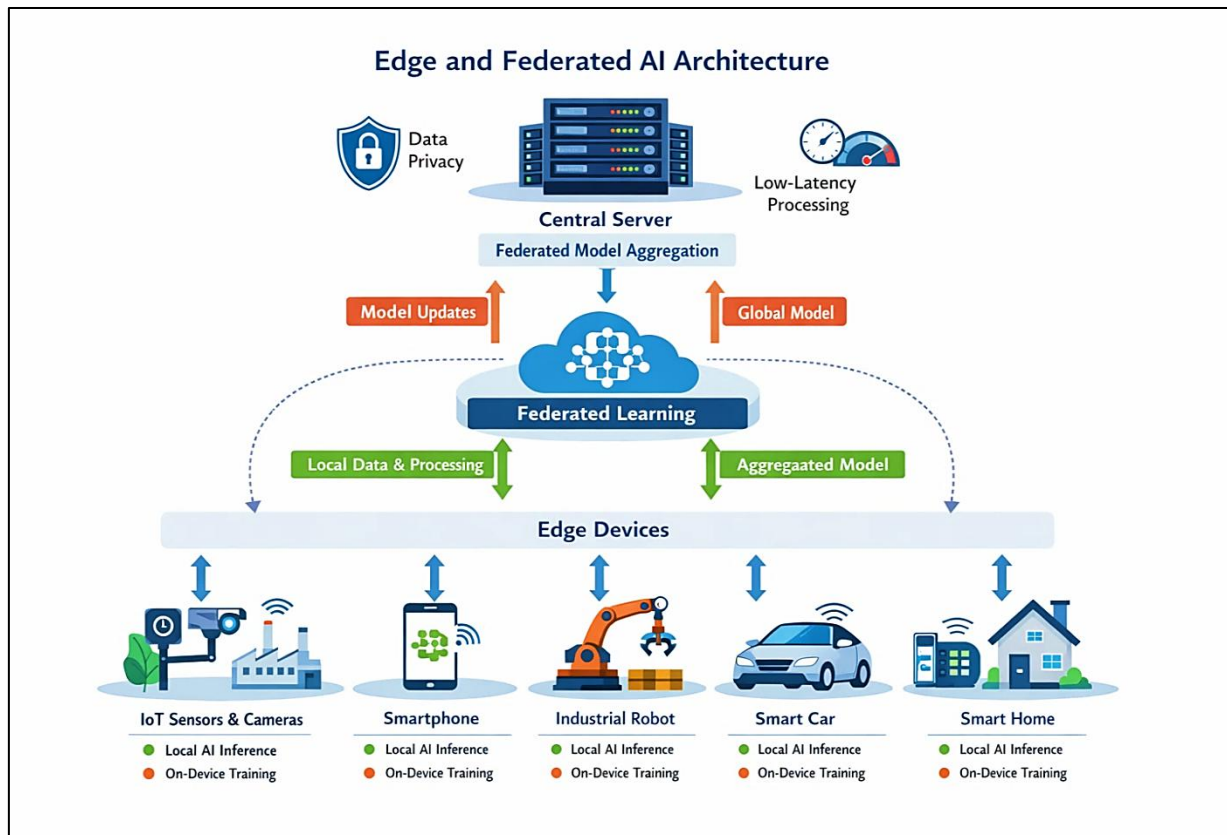 Edge and Federated AI Architecture
Data
Privacy
Low-Latency
Processing
Central Server
Federated Model Aggregation
Model Updates
Global Model
Federated Learning
Local Data & Processing
Aggregaated Model
Edge Devices
IoT Sensors & Cameras
Local AI Inference
On-Device Training
Smartphone
Local AI Inference
On-Device Training
Industrial Robot
Local AI Inference
On-Device Training
Smart Car
Local AI Inference
On-Device Training
Smart Home
Local AI Inference
On-Device Training